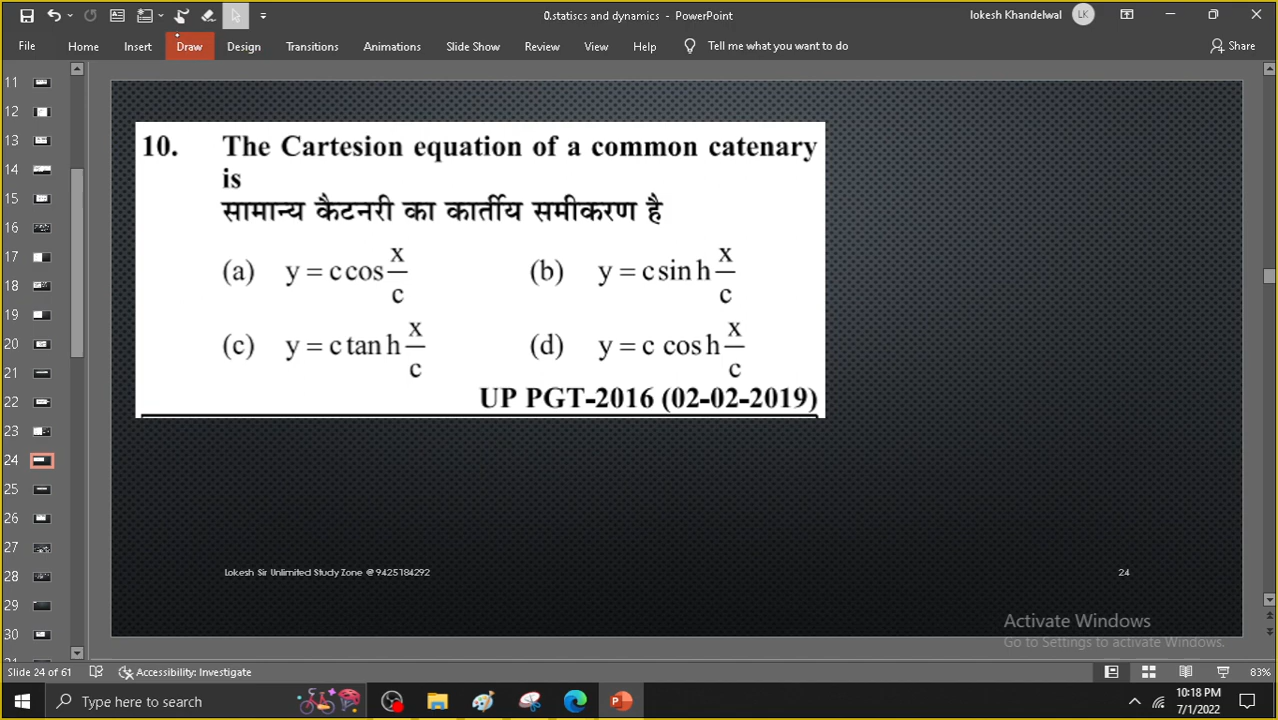 0.statiscs and dynamics - PowerPoint
lokesh Khandelwal LK
File Home Insert Draw Design Transitions Animations Slide Show Review View Help Tell me what you want to do Share
11
12
13
14
15
16
17
18
19
20
21
22
23
24
25
26
27
28
29
30
10. The Cartesion equation of a common catenary
is
सामान्य कैटनरी का कार्तीय समीकरण है
(a) y = c cos x/c (b) y = c sin h x/c
(c) y = c tan h x/c (d) y = c cos h x/c
UP PGT-2016 (02-02-2019)
Lokesh Sir Unlimited Study Zone @ 9425184292 24
Activate Windows
Go to Settings to activate Windows.
Slide 24 of 61 Accessibility: Investigate 83%
Type here to search
10:18 PM
7/1/2022